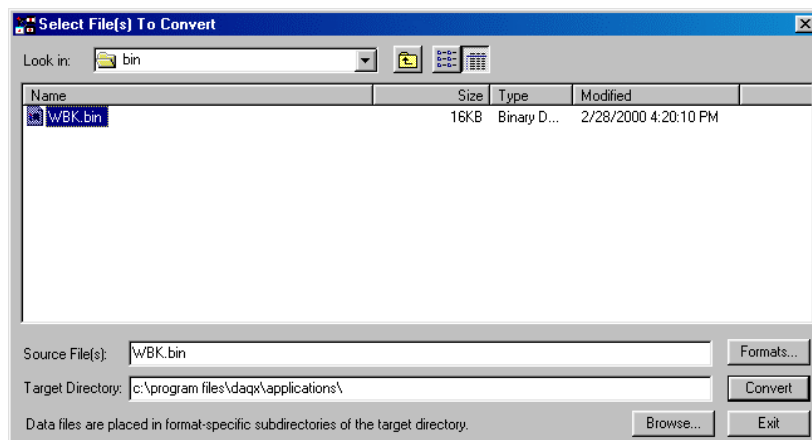 Select File(s) To Convert
Look in: bin
Name Size Type Modified
WBK.bin 16KB Binary D... 2/28/2000 4:20:10 PM
Source File(s): WBK.bin Formats...
Target Directory: c:\program files\daqx\applications\ Convert
Data files are placed in format-specific subdirectories of the target directory. Browse... Exit